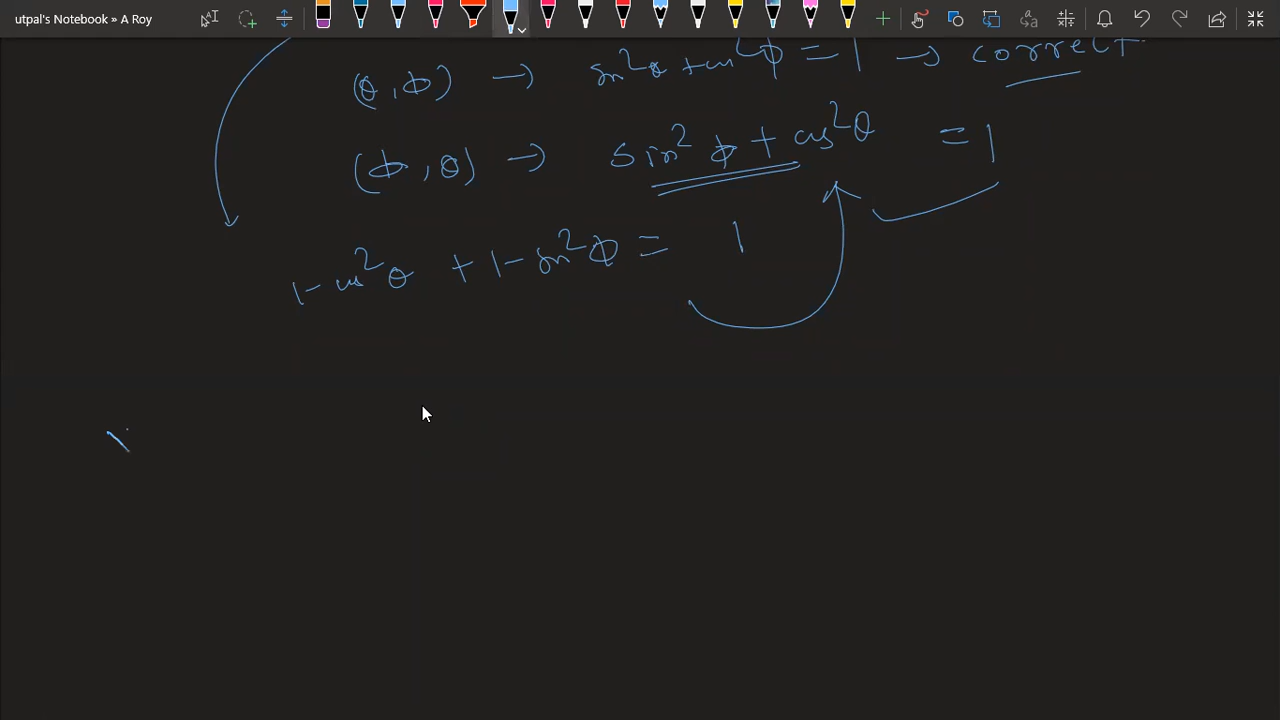 utpal's Notebook » A Roy
(θ,ϕ) → sin²θ + cos²ϕ = 1 → correct
(ϕ,θ) → sin²ϕ + cos²θ = 1
1 - cos²θ + 1 - sin²ϕ = 1